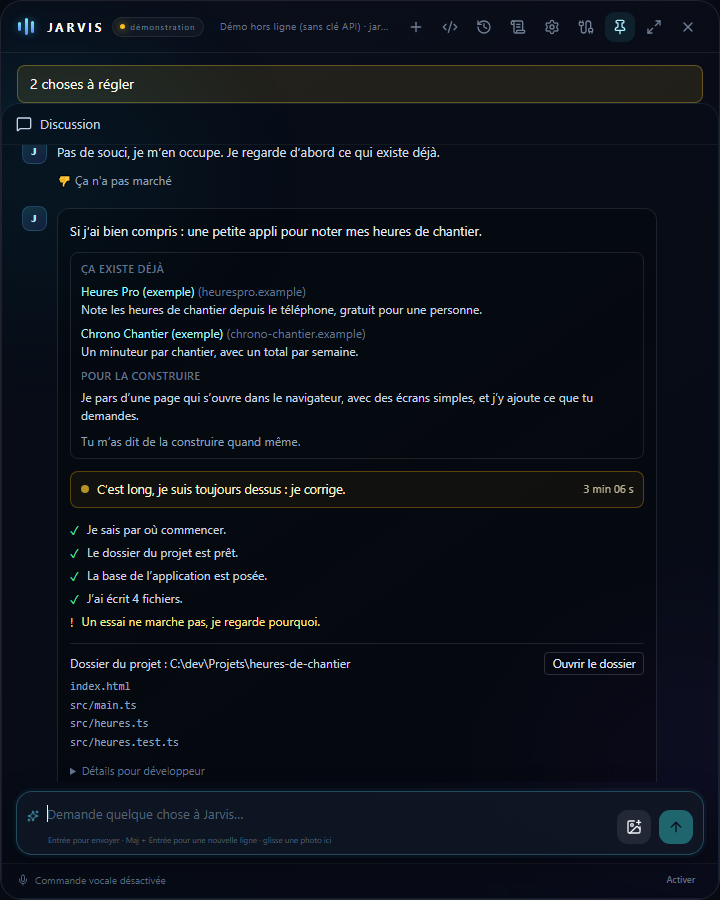 JARVIS
démonstration
Démo hors ligne (sans clé API) · jar...
2 choses à régler
Discussion
J
Pas de souci, je m’en occupe. Je regarde d’abord ce qui existe déjà.
Ça n'a pas marché
J
Si j’ai bien compris : une petite appli pour noter mes heures de chantier.
ÇA EXISTE DÉJÀ
Heures Pro (exemple) (heurespro.example)
Note les heures de chantier depuis le téléphone, gratuit pour une personne.
Chrono Chantier (exemple) (chrono-chantier.example)
Un minuteur par chantier, avec un total par semaine.
POUR LA CONSTRUIRE
Je pars d’une page qui s’ouvre dans le navigateur, avec des écrans simples, et j’y ajoute ce que tu
demandes.
Tu m’as dit de la construire quand même.
C’est long, je suis toujours dessus : je corrige.
3 min 06 s
✓ Je sais par où commencer.
✓ Le dossier du projet est prêt.
✓ La base de l’application est posée.
✓ J’ai écrit 4 fichiers.
! Un essai ne marche pas, je regarde pourquoi.
Dossier du projet : C:\dev\Projets\heures-de-chantier
Ouvrir le dossier
index.html
src/main.ts
src/heures.ts
src/heures.test.ts
Détails pour développeur
Demande quelque chose à Jarvis...
Entrée pour envoyer · Maj + Entrée pour une nouvelle ligne · glisse une photo ici
Commande vocale désactivée
Activer